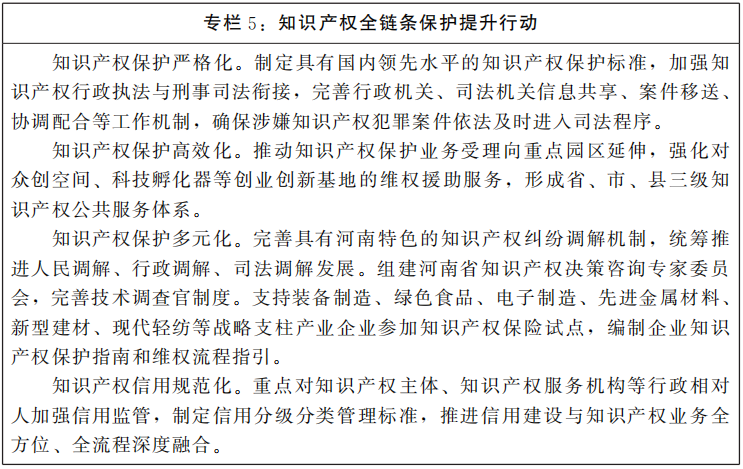 专栏 5：知识产权全链条保护提升行动
知识产权保护严格化。制定具有国内领先水平的知识产权保护标准，加强知
识产权行政执法与刑事司法衔接，完善行政机关、司法机关信息共享、案件移送、
协调配合等工作机制，确保涉嫌知识产权犯罪案件依法及时进入司法程序。
知识产权保护高效化。推动知识产权保护业务受理向重点园区延伸，强化对
众创空间、科技孵化器等创业创新基地的维权援助服务，形成省、市、县三级知
识产权公共服务体系。
知识产权保护多元化。完善具有河南特色的知识产权纠纷调解机制，统筹推
进人民调解、行政调解、司法调解发展。组建河南省知识产权决策咨询专家委员
会，完善技术调查官制度。支持装备制造、绿色食品、电子制造、先进金属材料、
新型建材、现代轻纺等战略支柱产业企业参加知识产权保险试点，编制企业知识
产权保护指南和维权流程指引。
知识产权信用规范化。重点对知识产权主体、知识产权服务机构等行政相对
人加强信用监管，制定信用分级分类管理标准，推进信用建设与知识产权业务全
方位、全流程深度融合。